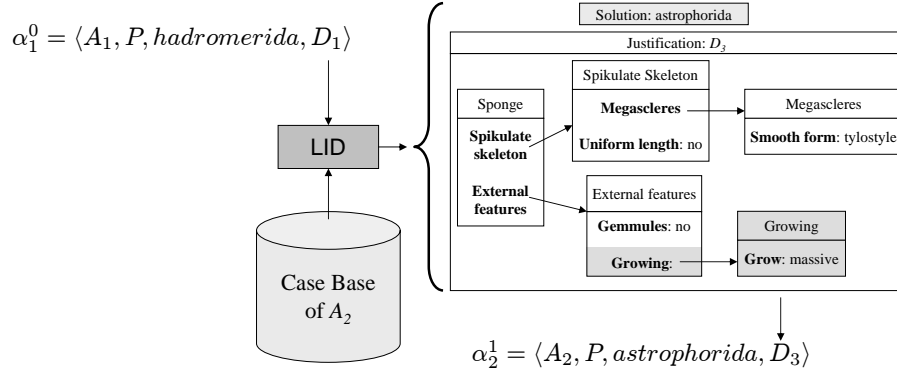 Solution: astrophorida
α₁⁰ = ⟨A₁, P, hadromerida, D₁⟩
Justification: D₃
Spikulate Skeleton
Sponge
Megascleres
Megascleres
Spikulate
skeleton
Uniform length: no
Smooth form: tylostyle
LID
External
features
External features
Gemmules: no
Growing
Growing:
Grow: massive
Case Base
of A₂
α₂¹ = ⟨A₂, P, astrophorida, D₃⟩